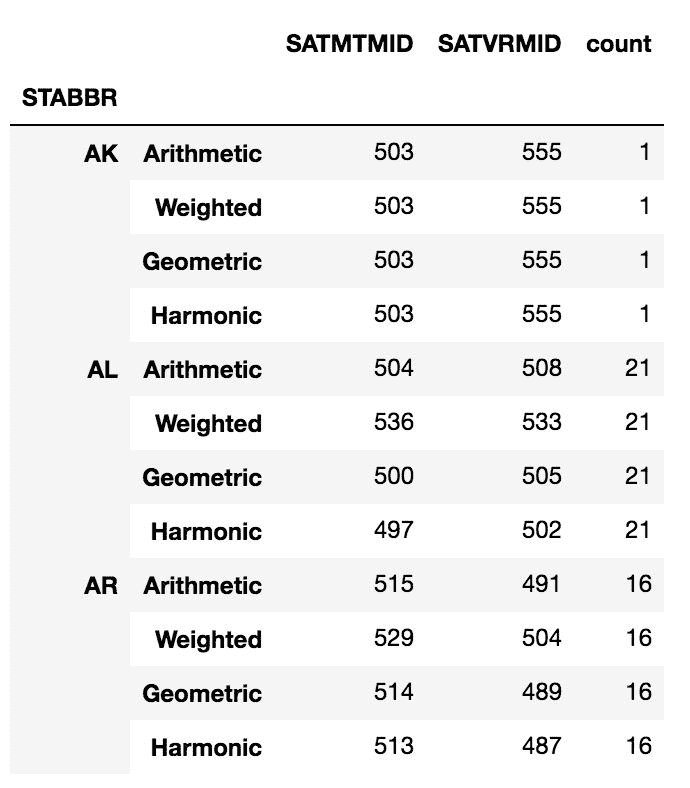 SATMTMID SATVRMID count
STABBR
AK Arithmetic 503 555 1
Weighted 503 555 1
Geometric 503 555 1
Harmonic 503 555 1
AL Arithmetic 504 508 21
Weighted 536 533 21
Geometric 500 505 21
Harmonic 497 502 21
AR Arithmetic 515 491 16
Weighted 529 504 16
Geometric 514 489 16
Harmonic 513 487 16